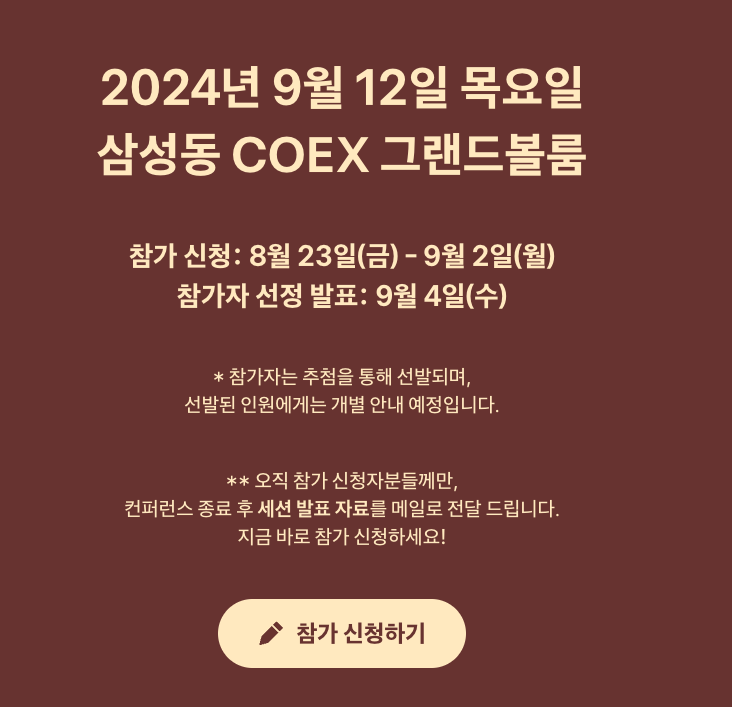 2024년 9월 12일 목요일
삼성동 COEX 그랜드볼룸
참가 신청: 8월 23일(금) - 9월 2일(월)
참가자 선정 발표: 9월 4일(수)
* 참가자는 추첨을 통해 선발되며,
선발된 인원에게는 개별 안내 예정입니다.
** 오직 참가 신청자분들께만,
컨퍼런스 종료 후 세션 발표 자료를 메일로 전달 드립니다.
지금 바로 참가 신청하세요!
참가 신청하기